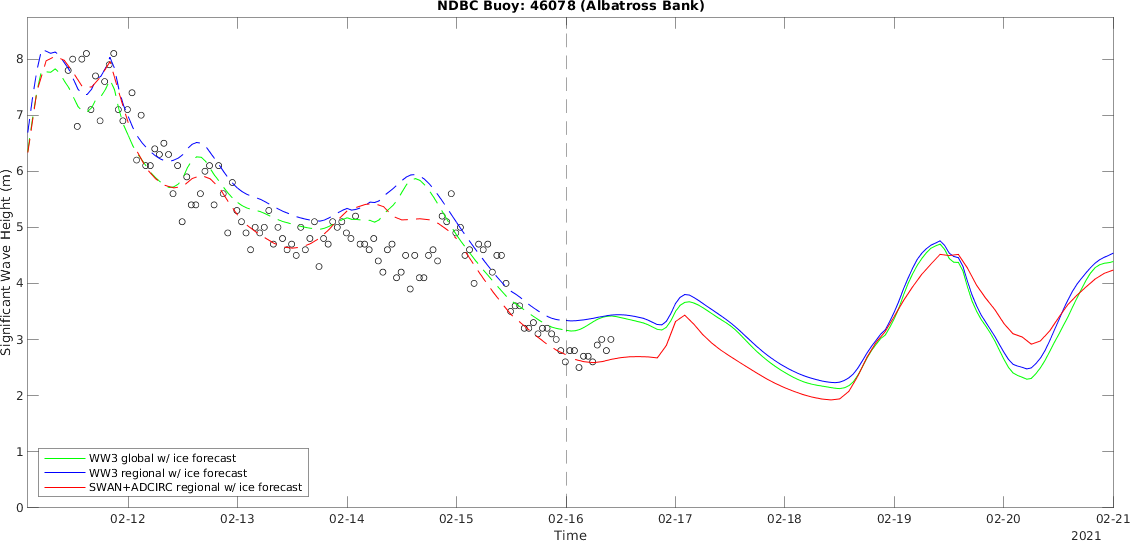 NDBC Buoy: 46078 (Albatross Bank)
Significant Wave Height (m)
8
7
6
5
4
3
2
1
0
WW3 global w/ ice forecast
WW3 regional w/ ice forecast
SWAN+ADCIRC regional w/ ice forecast
02-12 02-13 02-14 02-15 02-16 02-17 02-18 02-19 02-20 02-21
Time
2021